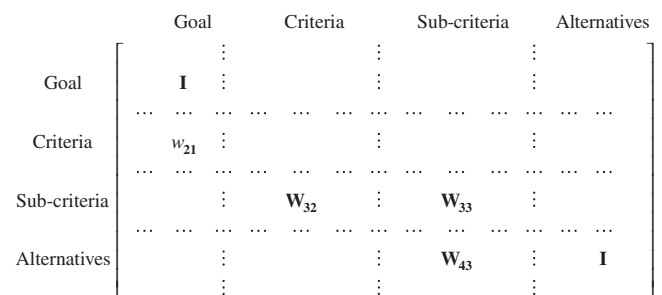 Goal Criteria Sub-criteria Alternatives
Goal I
Criteria w21
Sub-criteria W32 W33
Alternatives W43 I